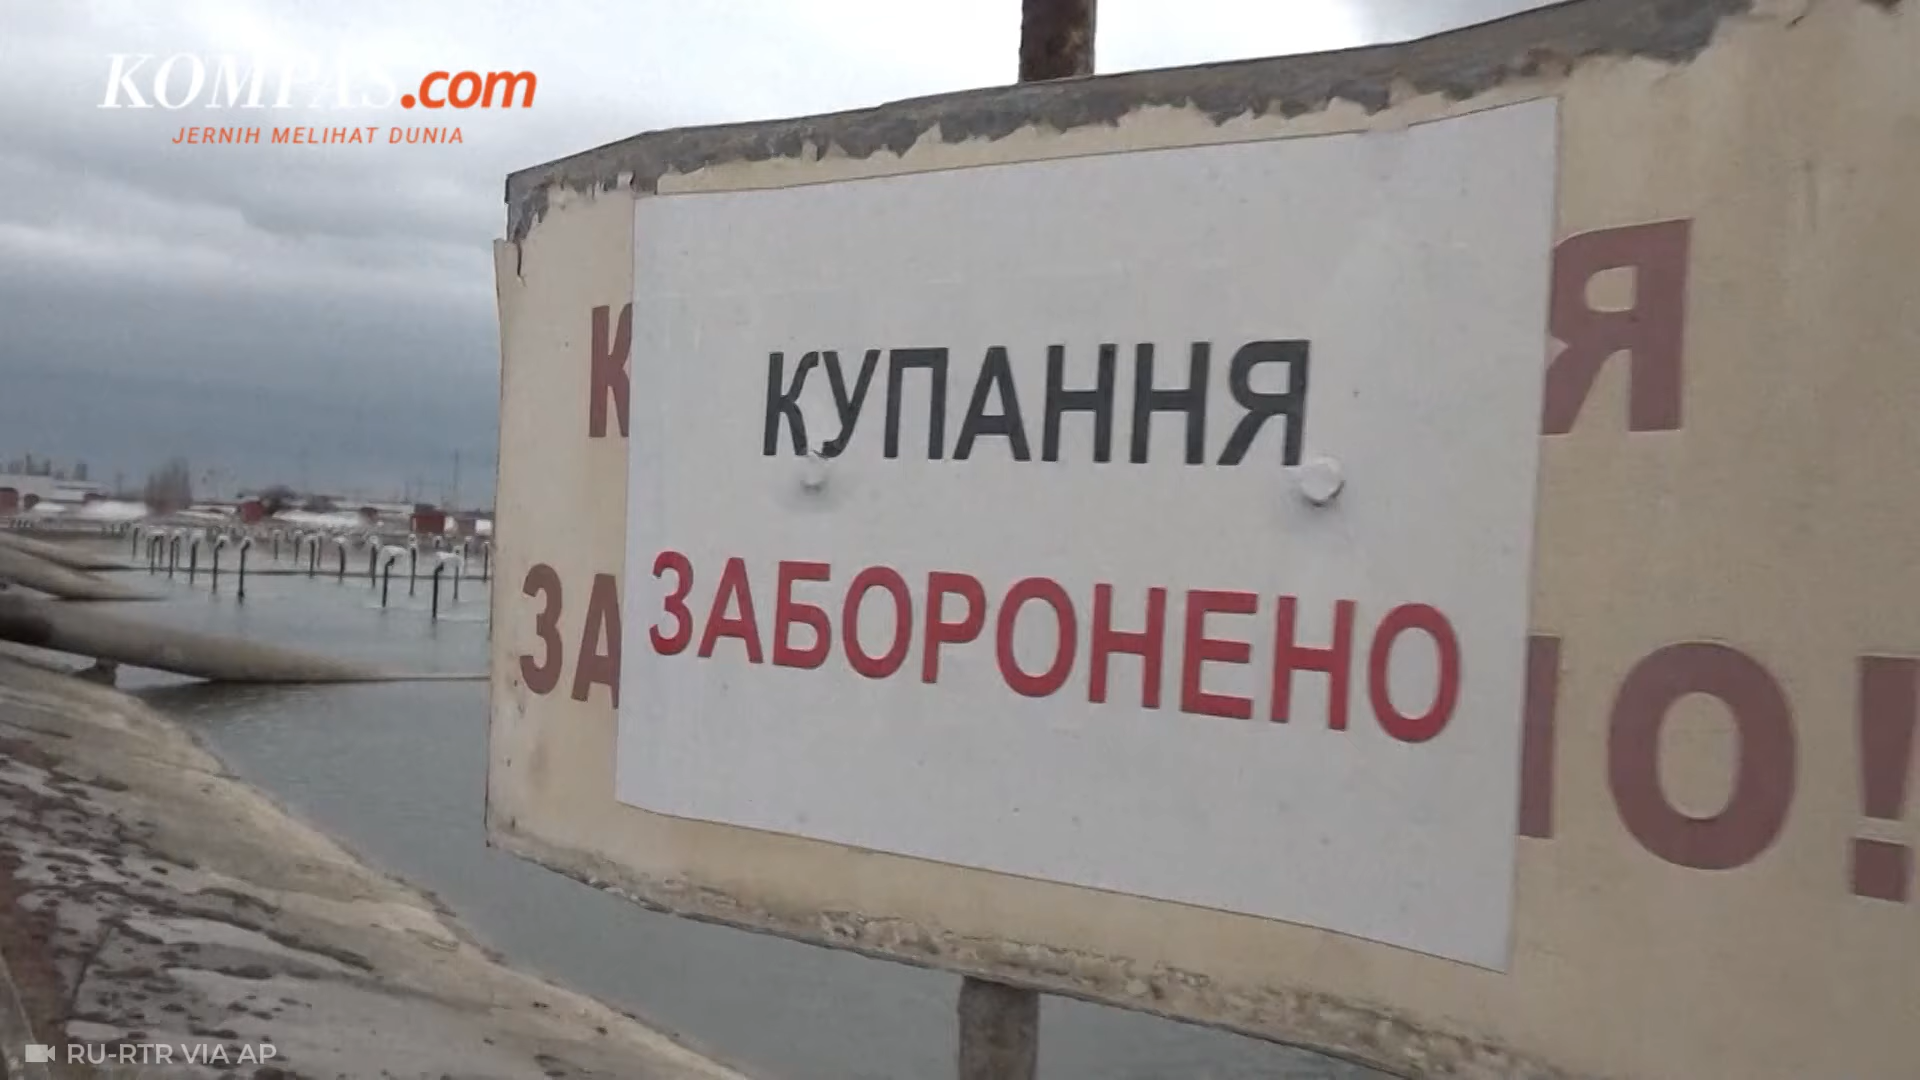 KOMPAS.com
JERNIH MELIHAT DUNIA
КУПАННЯ
ЗАБОРОНЕНО
RU-RTR VIA AP